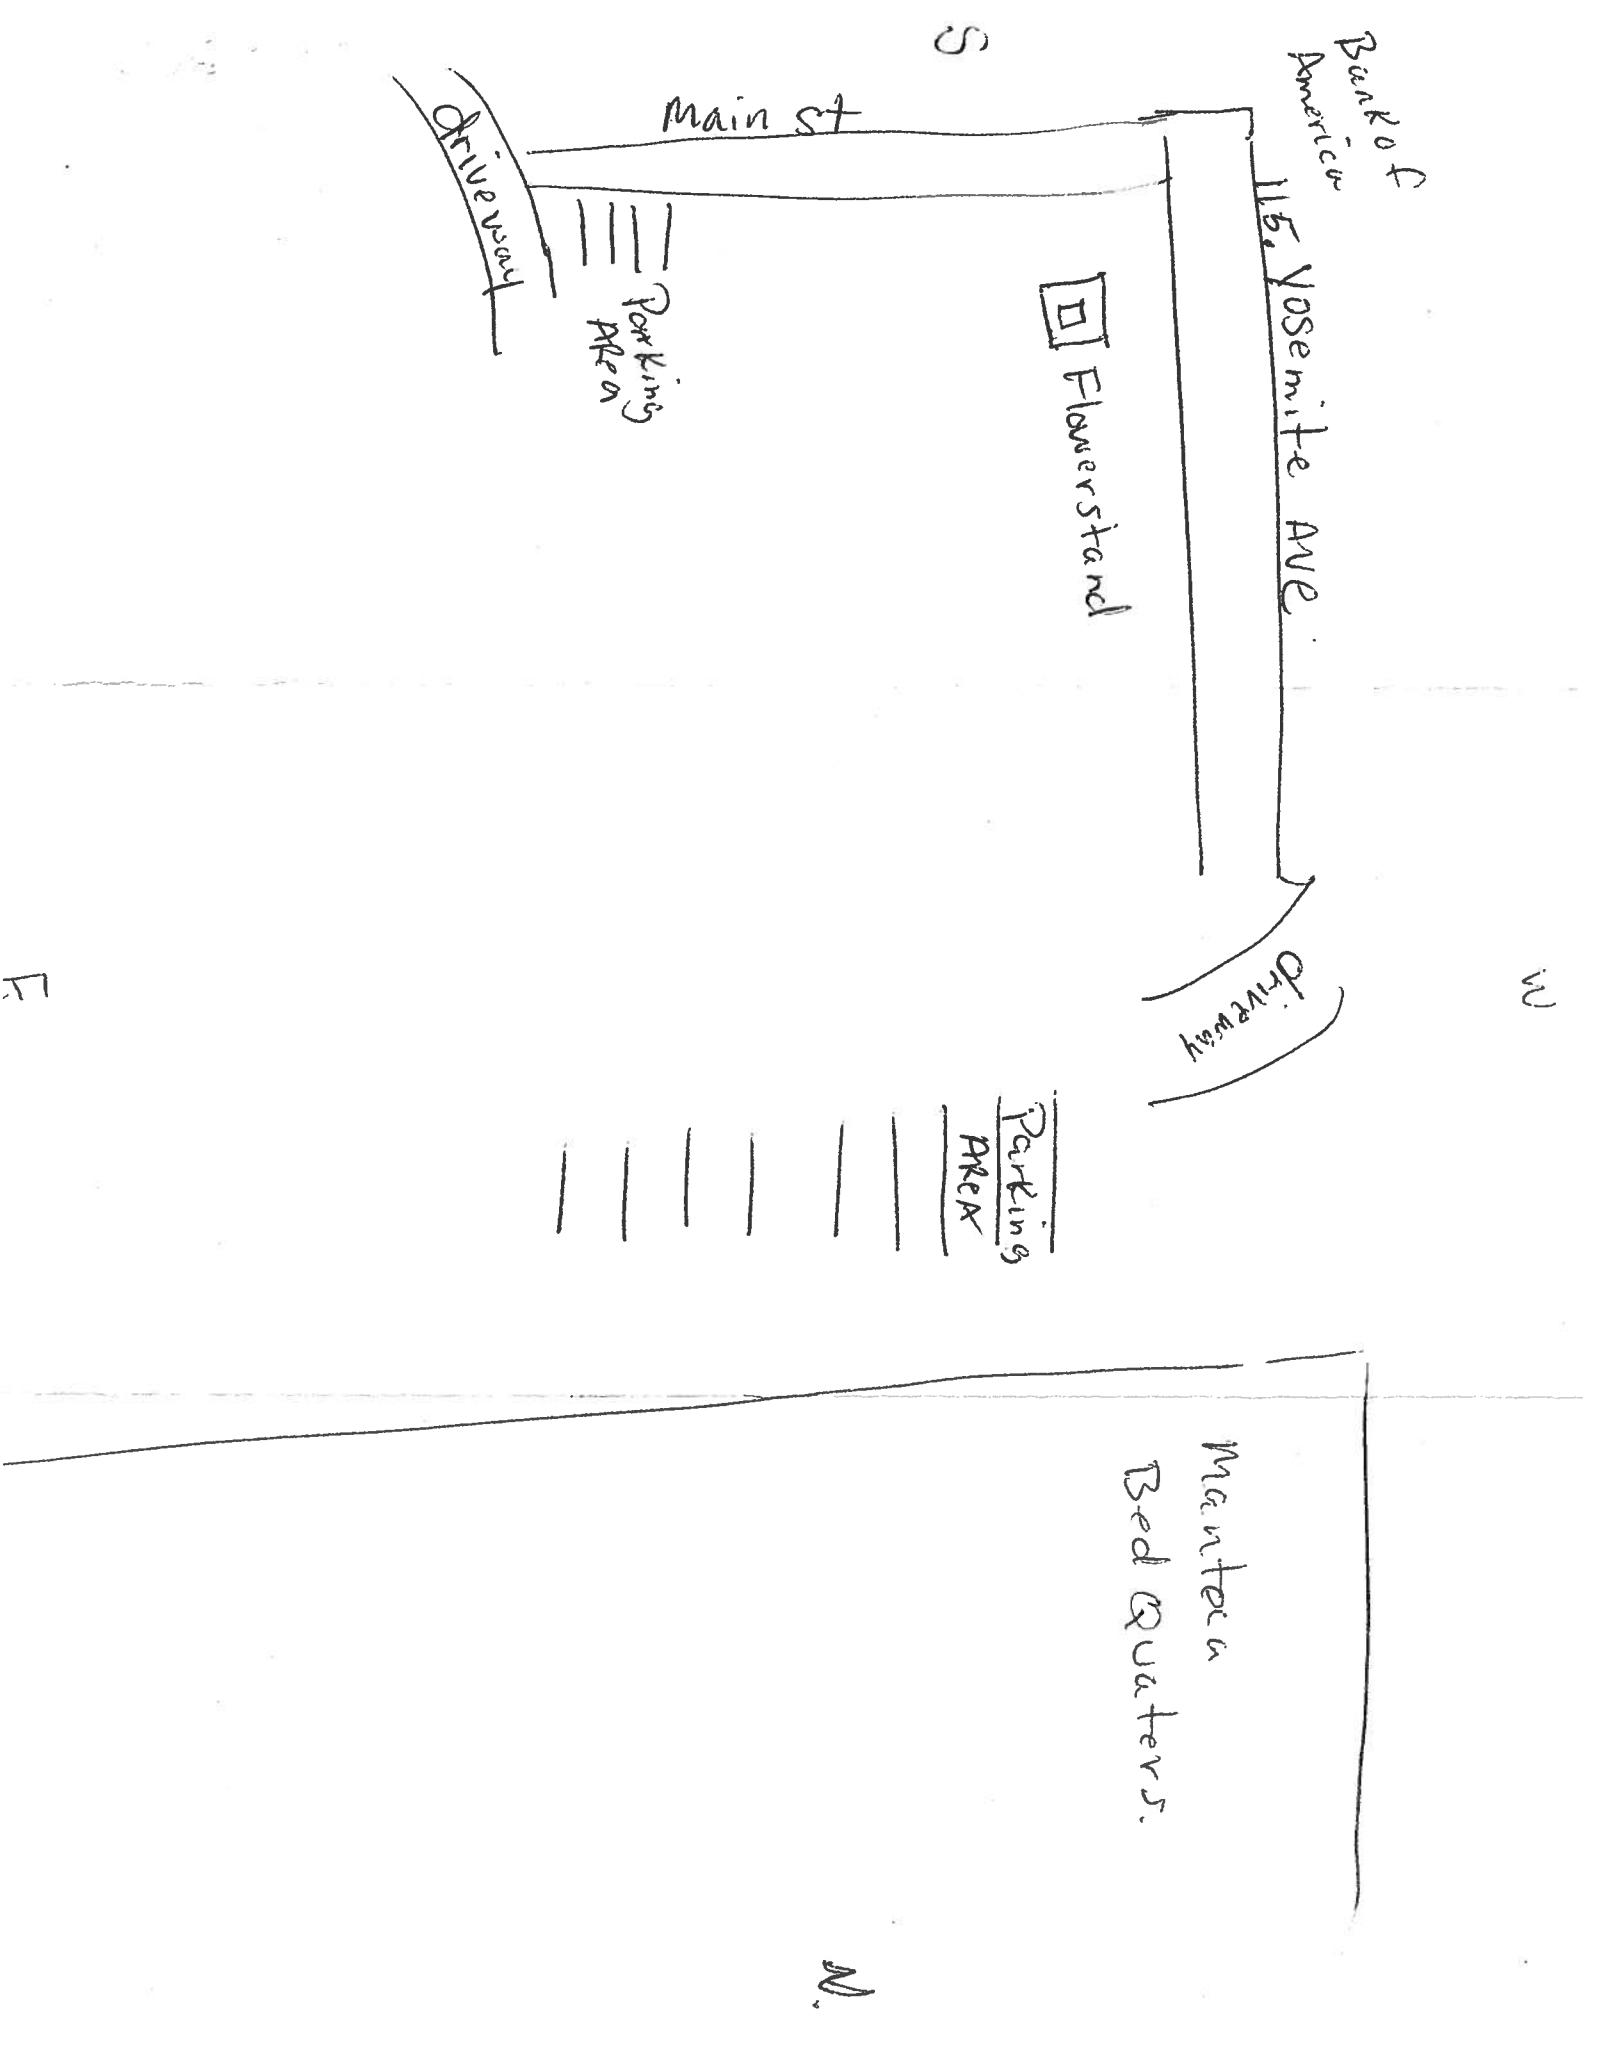 S
Bank of
America
Main st
driveway
115. Yosemite AVE
Parking
AReA
Flowerstand
E
W
driveway
Parking
AReA
Manteca
Bed Quaters.
N.